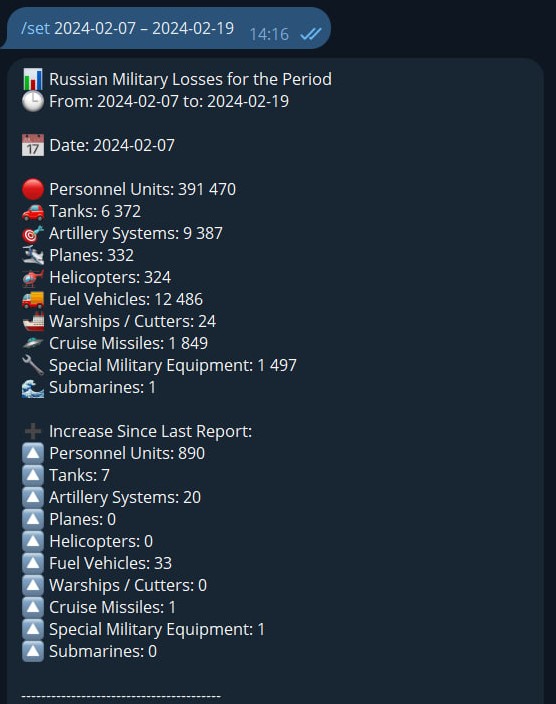 /set 2024-02-07 – 2024-02-19 14:16
Russian Military Losses for the Period
From: 2024-02-07 to: 2024-02-19
17 Date: 2024-02-07
Personnel Units: 391 470
Tanks: 6 372
Artillery Systems: 9 387
Planes: 332
Helicopters: 324
Fuel Vehicles: 12 486
Warships / Cutters: 24
Cruise Missiles: 1 849
Special Military Equipment: 1 497
Submarines: 1
Increase Since Last Report:
Personnel Units: 890
Tanks: 7
Artillery Systems: 20
Planes: 0
Helicopters: 0
Fuel Vehicles: 33
Warships / Cutters: 0
Cruise Missiles: 1
Special Military Equipment: 1
Submarines: 0
----------------------------------------